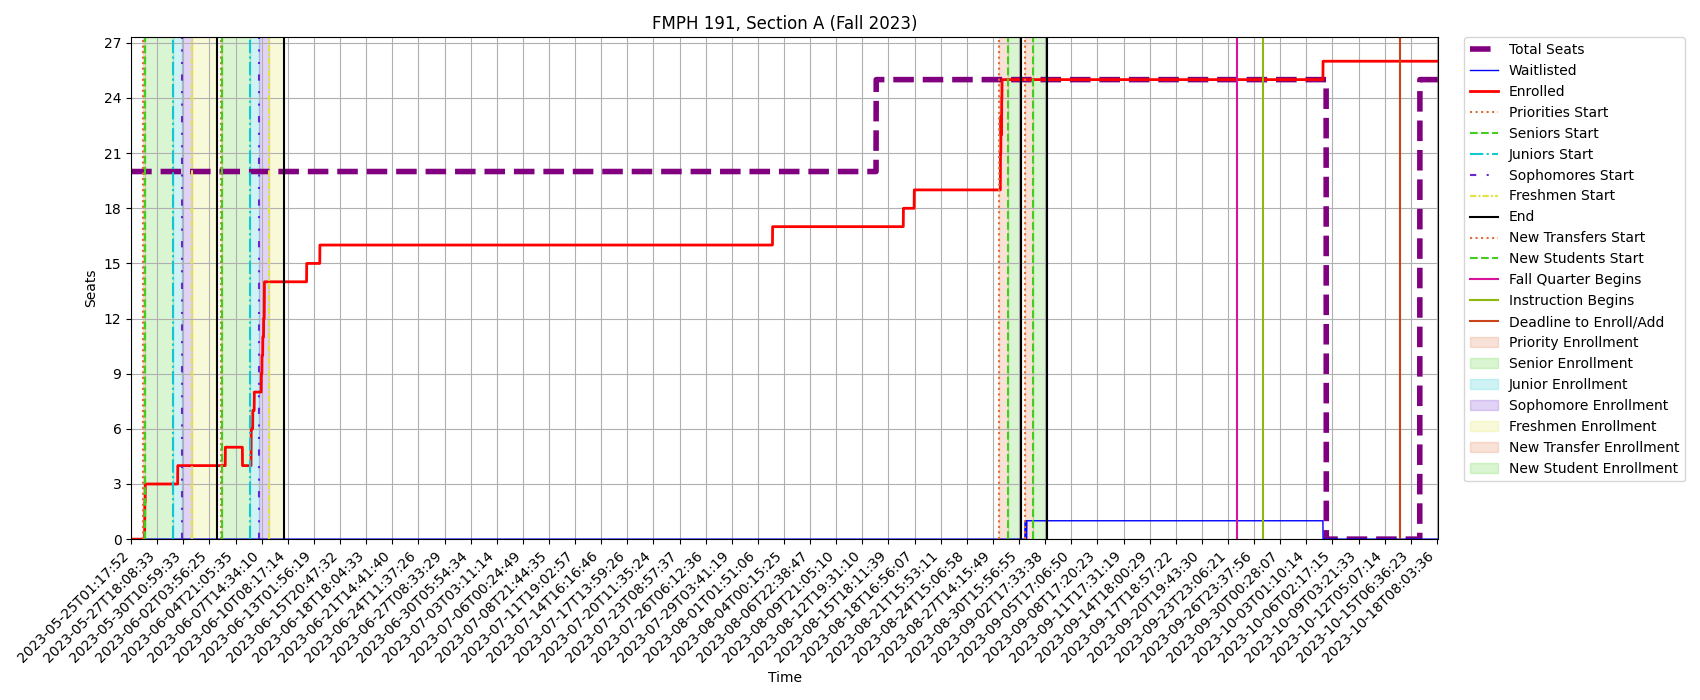 FMPH 191, Section A (Fall 2023)
27
24
21
18
15
12
9
6
3
0
Seats
2023-05-25T01:17:52
2023-05-27T18:08:33
2023-05-30T10:59:33
2023-06-02T03:56:25
2023-06-04T21:05:35
2023-06-07T14:34:10
2023-06-10T08:17:14
2023-06-13T01:56:19
2023-06-15T20:47:32
2023-06-18T18:04:33
2023-06-21T14:41:40
2023-06-24T11:37:26
2023-06-27T08:33:29
2023-06-30T05:54:34
2023-07-03T03:11:14
2023-07-06T00:24:49
2023-07-08T21:44:35
2023-07-11T19:02:57
2023-07-14T16:16:46
2023-07-17T13:59:26
2023-07-20T11:35:24
2023-07-23T08:57:37
2023-07-26T06:12:36
2023-07-29T03:41:19
2023-08-01T01:51:06
2023-08-04T00:15:25
2023-08-06T22:38:47
2023-08-09T21:05:10
2023-08-12T19:31:10
2023-08-15T18:11:39
2023-08-18T16:56:07
2023-08-21T15:53:11
2023-08-24T15:06:58
2023-08-27T14:15:49
2023-08-30T15:56:55
2023-09-02T17:33:38
2023-09-05T17:06:50
2023-09-08T17:20:23
2023-09-11T17:31:19
2023-09-14T18:00:29
2023-09-17T18:57:22
2023-09-20T19:43:30
2023-09-23T23:06:21
2023-09-26T23:37:56
2023-09-30T00:28:07
2023-10-03T01:10:14
2023-10-06T02:17:15
2023-10-09T03:21:33
2023-10-12T05:07:14
2023-10-15T06:36:23
2023-10-18T08:03:36
Time
Total Seats
Waitlisted
Enrolled
Priorities Start
Seniors Start
Juniors Start
Sophomores Start
Freshmen Start
End
New Transfers Start
New Students Start
Fall Quarter Begins
Instruction Begins
Deadline to Enroll/Add
Priority Enrollment
Senior Enrollment
Junior Enrollment
Sophomore Enrollment
Freshmen Enrollment
New Transfer Enrollment
New Student Enrollment